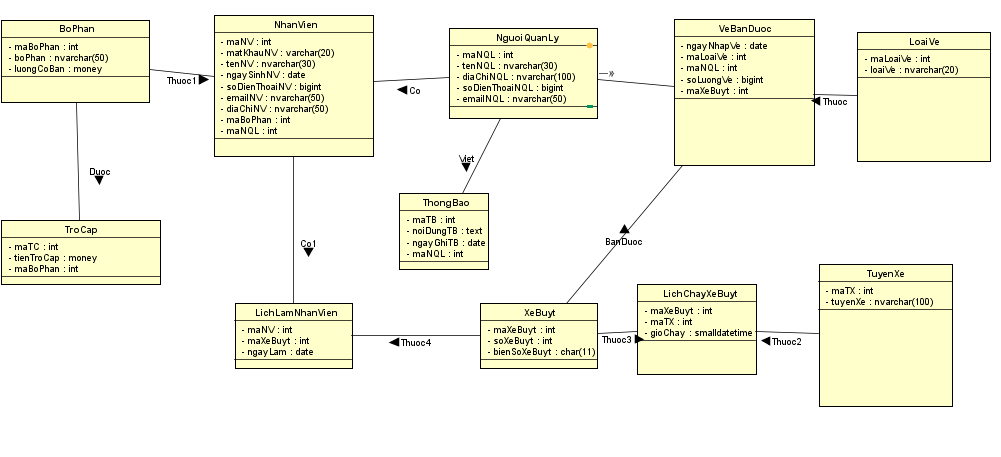 BoPhan
- maBoPhan : int
- boPhan : nvarchar(50)
- luongCoBan : money
NhanVien
- maNV : int
- matKhauNV : varchar(20)
- tenNV : nvarchar(30)
- ngaySinhNV : date
- soDienThoaiNV : bigint
- emailNV : nvarchar(50)
- diaChiNV : nvarchar(50)
- maBoPhan : int
- maNQL : int
NguoiQuanLy
- maNQL : int
- tenNQL : nvarchar(30)
- diaChiNQL : nvarchar(100)
- soDienThoaiNQL : bigint
- emailNQL : nvarchar(50)
VeBanDuoc
- ngayNhapVe : date
- maLoaiVe : int
- maNQL : int
- soLuongVe : bigint
- maXeBuyt : int
LoaiVe
- maLoaiVe : int
- loaiVe : nvarchar(20)
Thuoc1
Co
Thuoc
Duoc
Viet
BanDuoc
Co1
TroCap
- maTC : int
- tienTroCap : money
- maBoPhan : int
ThongBao
- maTB : int
- noiDungTB : text
- ngayGhiTB : date
- maNQL : int
LichLamNhanVien
- maNV : int
- maXeBuyt : int
- ngayLam : date
Thuoc4
XeBuyt
- maXeBuyt : int
- soXeBuyt : int
- bienSoXeBuyt : char(11)
Thuoc3
LichChayXeBuyt
- maXeBuyt : int
- maTX : int
- gioChay : smalldatetime
Thuoc2
TuyenXe
- maTX : int
- tuyenXe : nvarchar(100)